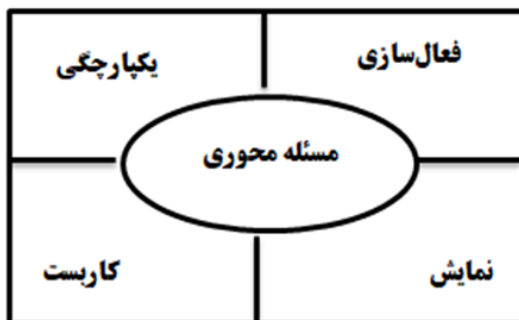 فعال‌سازی
یکپارچگی
مسئله محوری
نمایش
کاربست